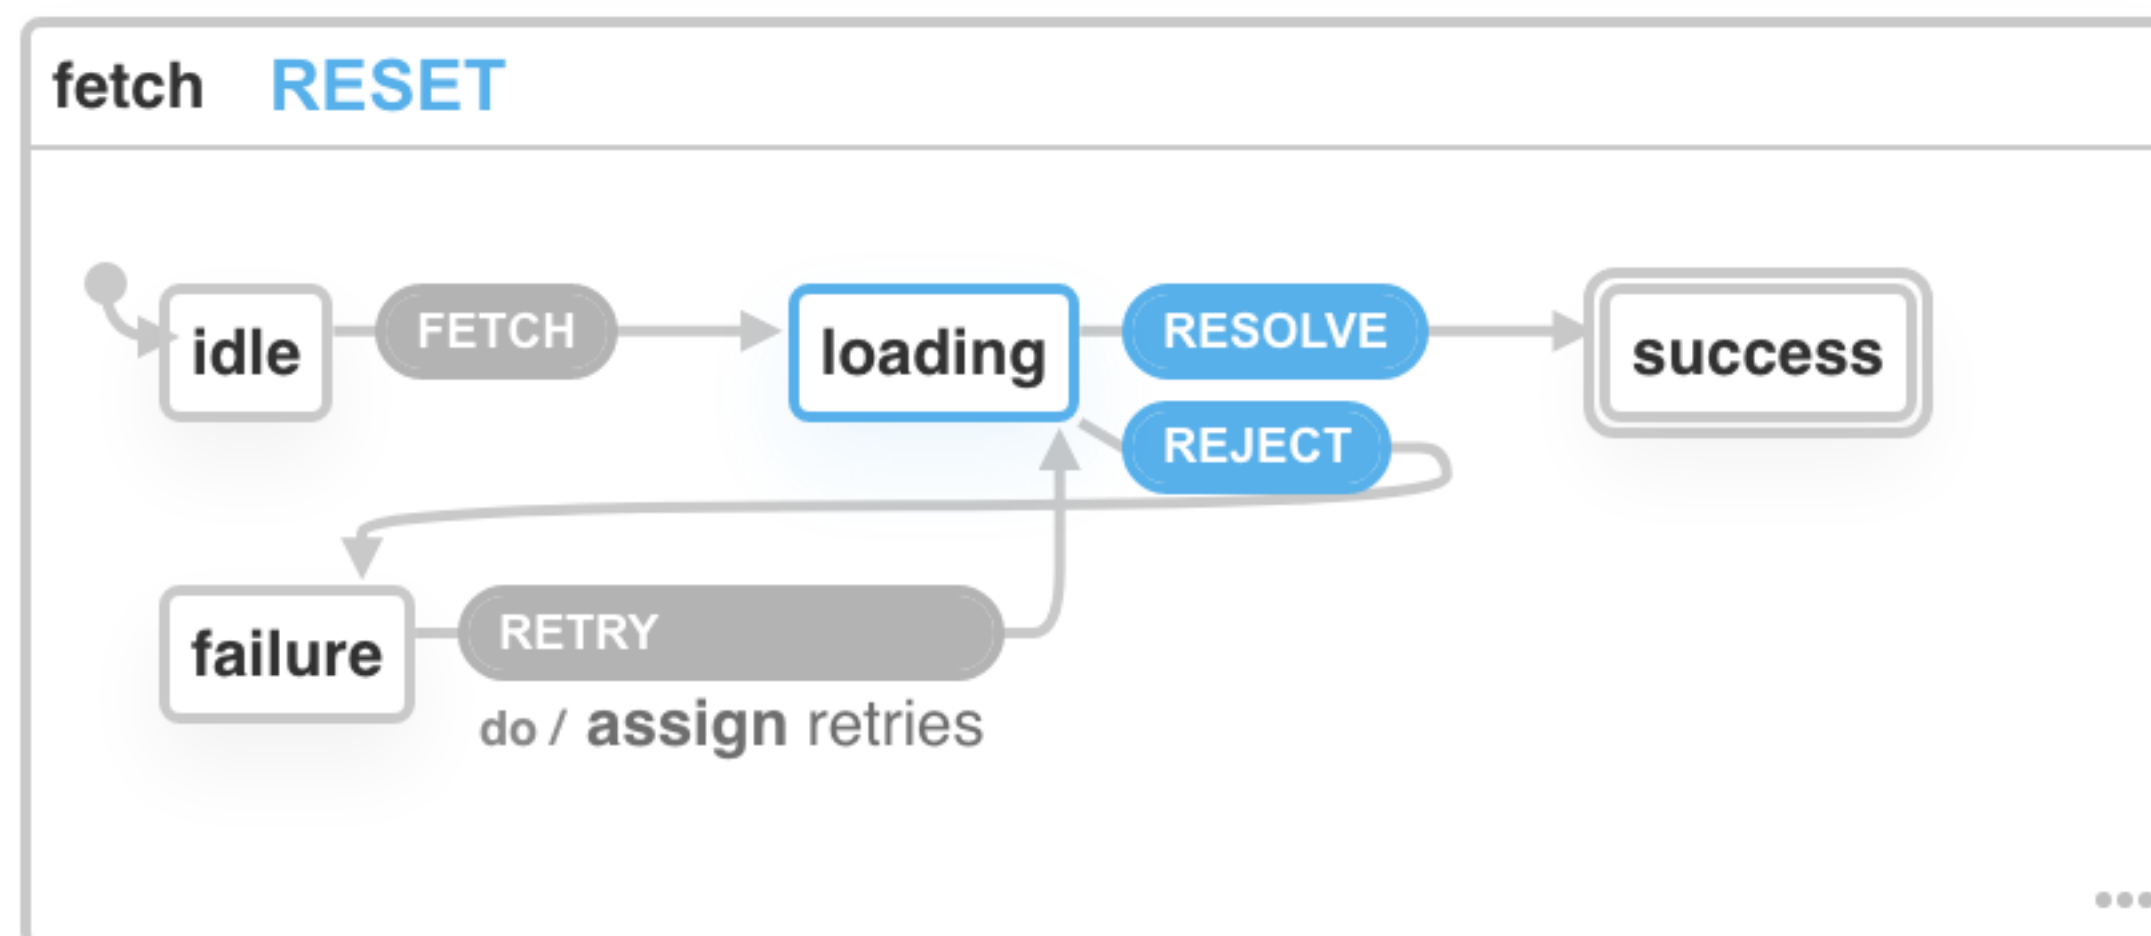 fetch RESET
idle FETCH loading RESOLVE success
REJECT
failure RETRY
do / assign retries